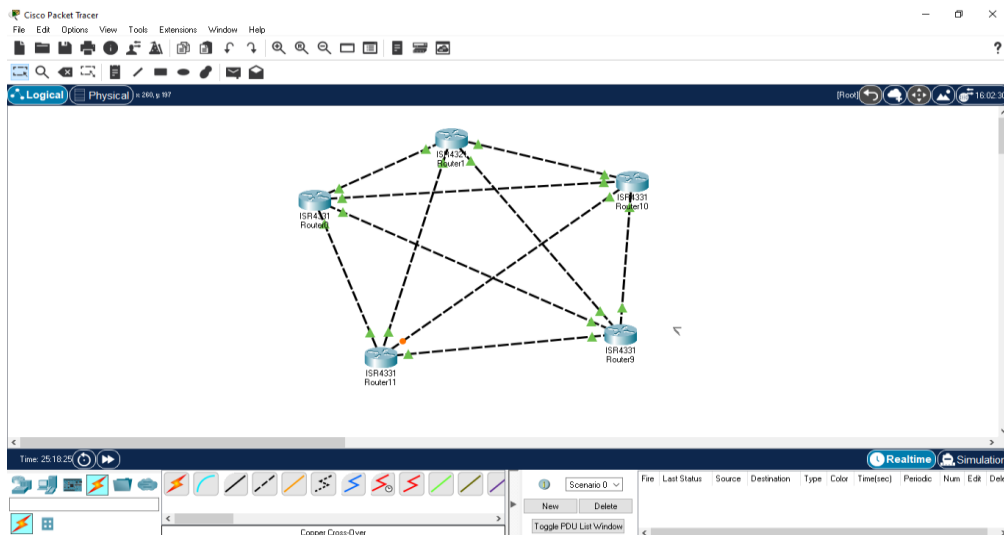 Cisco Packet Tracer
File Edit Options View Tools Extensions Window Help
?
Logical Physical x: 260, y: 197 [Root] 16:02:30
ISR4321
Router1
ISR4331
Router10
ISR4331
ISR4331
Router9
ISR4331
Router11
Time: 25:18:25 Realtime Simulation
Scenario 0 Fire Last Status Source Destination Type Color Time(sec) Periodic Num Edit
New Delete
Toggle PDU List Window
Copper Cross-Over